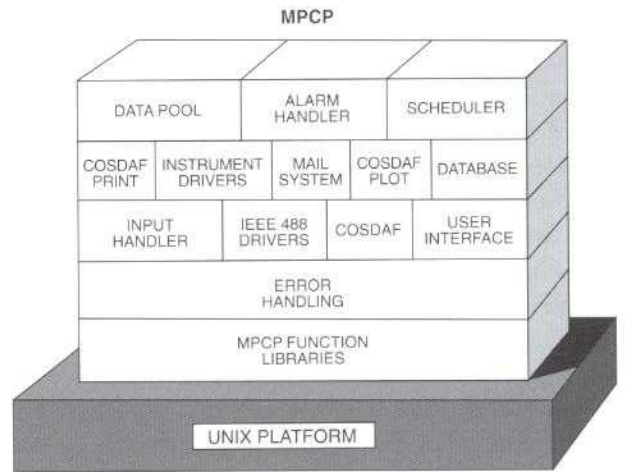 MPCP
DATA POOL
ALARM
HANDLER
SCHEDULER
COSDAF
PRINT
INSTRUMENT
DRIVERS
MAIL
SYSTEM
COSDAF
PLOT
DATABASE
INPUT
HANDLER
IEEE 488
DRIVERS
COSDAF
USER
INTERFACE
ERROR
HANDLING
MPCP FUNCTION
LIBRARIES
UNIX PLATFORM